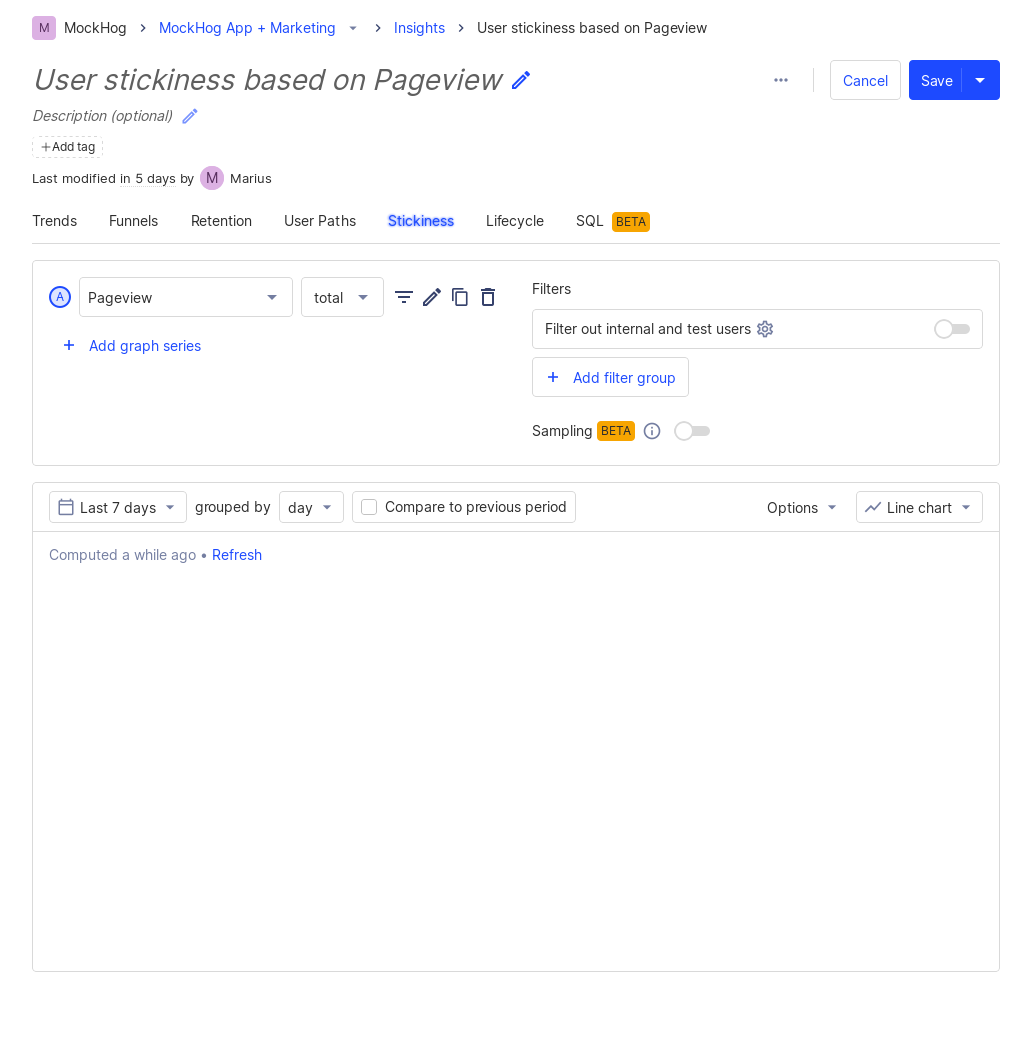 M MockHog MockHog App + Marketing Insights User stickiness based on Pageview
User stickiness based on Pageview
Cancel Save
Description (optional)
Add tag
Last modified in 5 days by M Marius
Trends Funnels Retention User Paths Stickiness Lifecycle SQL BETA
A Pageview total
Add graph series
Filters
Filter out internal and test users
Add filter group
Sampling BETA
Last 7 days grouped by day Compare to previous period Options Line chart
Computed a while ago • Refresh